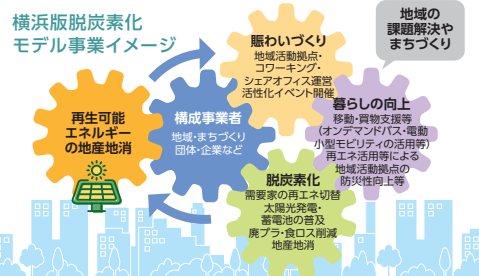 横浜版脱炭素化
モデル事業イメージ
地域の
課題解決や
まちづくり
賑わいづくり
地域活動拠点・
コワーキング・
シェアオフィス運営
活性化イベント開催
再生可能
エネルギー
の地産地消
構成事業者
地域・まちづくり
団体・企業など
暮らしの向上
移動・買物支援等
(オンデマンドバス・電動
小型モビリティの活用等)
再エネ活用等による
地域活動拠点の
防災性向上等
脱炭素化
需要家の再エネ切替
太陽光発電・
蓄電池の普及
廃プラ・食ロス削減
地産地消